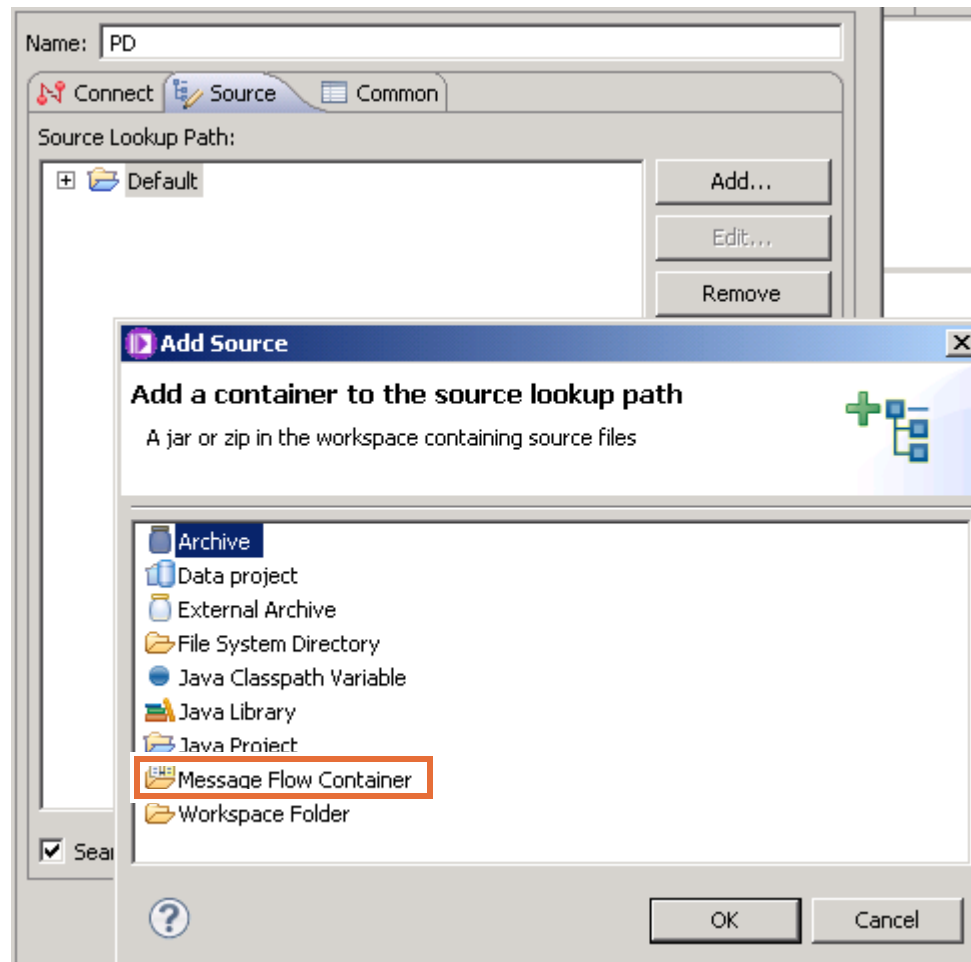 Name: PD
Connect Source Common
Source Lookup Path:
Default
Add...
Edit...
Remove
Add Source
Add a container to the source lookup path
A jar or zip in the workspace containing source files
Archive
Data project
External Archive
File System Directory
Java Classpath Variable
Java Library
Java Project
Message Flow Container
Workspace Folder
?
OK Cancel